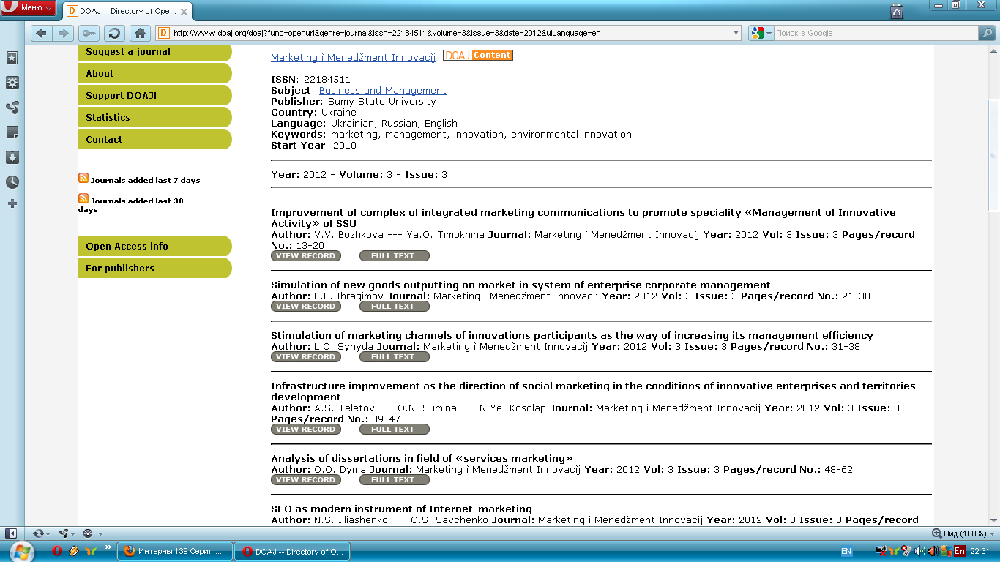 Меню
DOAJ -- Directory of Ope...
http://www.doaj.org/doaj?func=openurl&genre=journal&issn=22184511&volume=3&issue=3&date=2012&uiLanguage=en
Поиск в Google
Suggest a journal
About
Support DOAJ!
Statistics
Contact
Journals added last 7 days
Journals added last 30
days
Open Access info
For publishers
Marketing ì Menedžment Innovacij DOAJ Content
ISSN: 22184511
Subject: Business and Management
Publisher: Sumy State University
Country: Ukraine
Language: Ukrainian, Russian, English
Keywords: marketing, management, innovation, environmental innovation
Start Year: 2010
Year: 2012 - Volume: 3 - Issue: 3
Improvement of complex of integrated marketing communications to promote speciality «Management of Innovative
Activity» of SSU
Author: V.V. Bozhkova --- Ya.O. Timokhina Journal: Marketing ì Menedžment Innovacij Year: 2012 Vol: 3 Issue: 3 Pages/record
No.: 13-20
VIEW RECORD FULL TEXT
Simulation of new goods outputting on market in system of enterprise corporate management
Author: E.E. Ibragimov Journal: Marketing ì Menedžment Innovacij Year: 2012 Vol: 3 Issue: 3 Pages/record No.: 21-30
VIEW RECORD FULL TEXT
Stimulation of marketing channels of innovations participants as the way of increasing its management efficiency
Author: L.O. Syhyda Journal: Marketing ì Menedžment Innovacij Year: 2012 Vol: 3 Issue: 3 Pages/record No.: 31-38
VIEW RECORD FULL TEXT
Infrastructure improvement as the direction of social marketing in the conditions of innovative enterprises and territories
development
Author: A.S. Teletov --- O.N. Sumina --- N.Ye. Kosolap Journal: Marketing ì Menedžment Innovacij Year: 2012 Vol: 3 Issue: 3
Pages/record No.: 39-47
VIEW RECORD FULL TEXT
Analysis of dissertations in field of «services marketing»
Author: O.O. Dyma Journal: Marketing ì Menedžment Innovacij Year: 2012 Vol: 3 Issue: 3 Pages/record No.: 48-62
VIEW RECORD FULL TEXT
SEO as modern instrument of Internet-marketing
Author: N.S. Illiashenko --- O.S. Savchenko Journal: Marketing ì Menedžment Innovacij Year: 2012 Vol: 3 Issue: 3 Pages/record
Вид (100%)
Интерны 139 Серия ...
DOAJ -- Directory of O...
EN
En
22:31